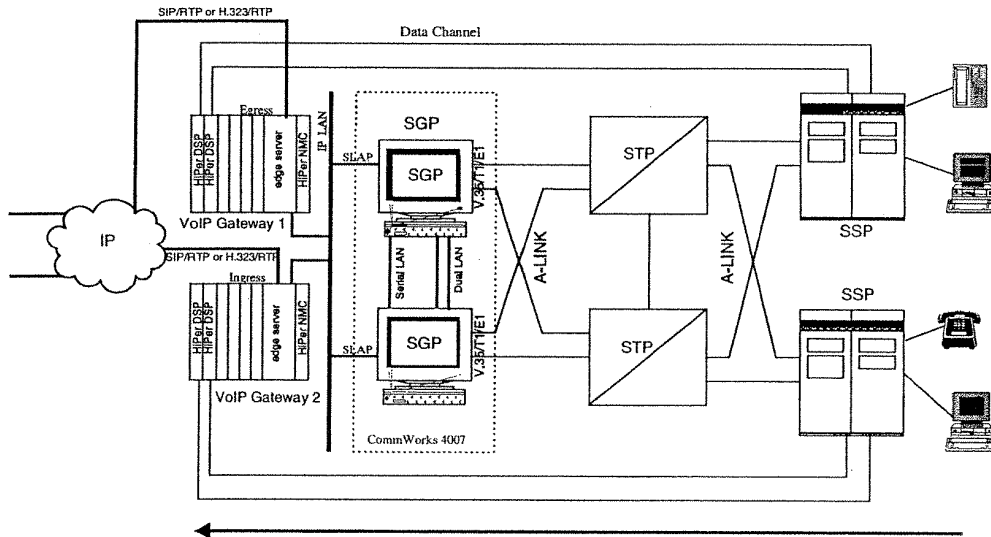 SIP/RTP or H.323/RTP
Data Channel
Egress
HiPer DSP
HiPer DSP
edge server
HiPer NMC
IP LAN
VoIP Gateway 1
SGP
SGP
SLAP
V.35/T1/E1
STP
SSP
IP
SIP/RTP or H.323/RTP
Ingress
HiPer DSP
HiPer DSP
edge server
HiPer NMC
VoIP Gateway 2
Serial LAN
Dual LAN
A-LINK
A-LINK
SLAP
SGP
V.35/T1/E1
STP
SSP
CommWorks 4007